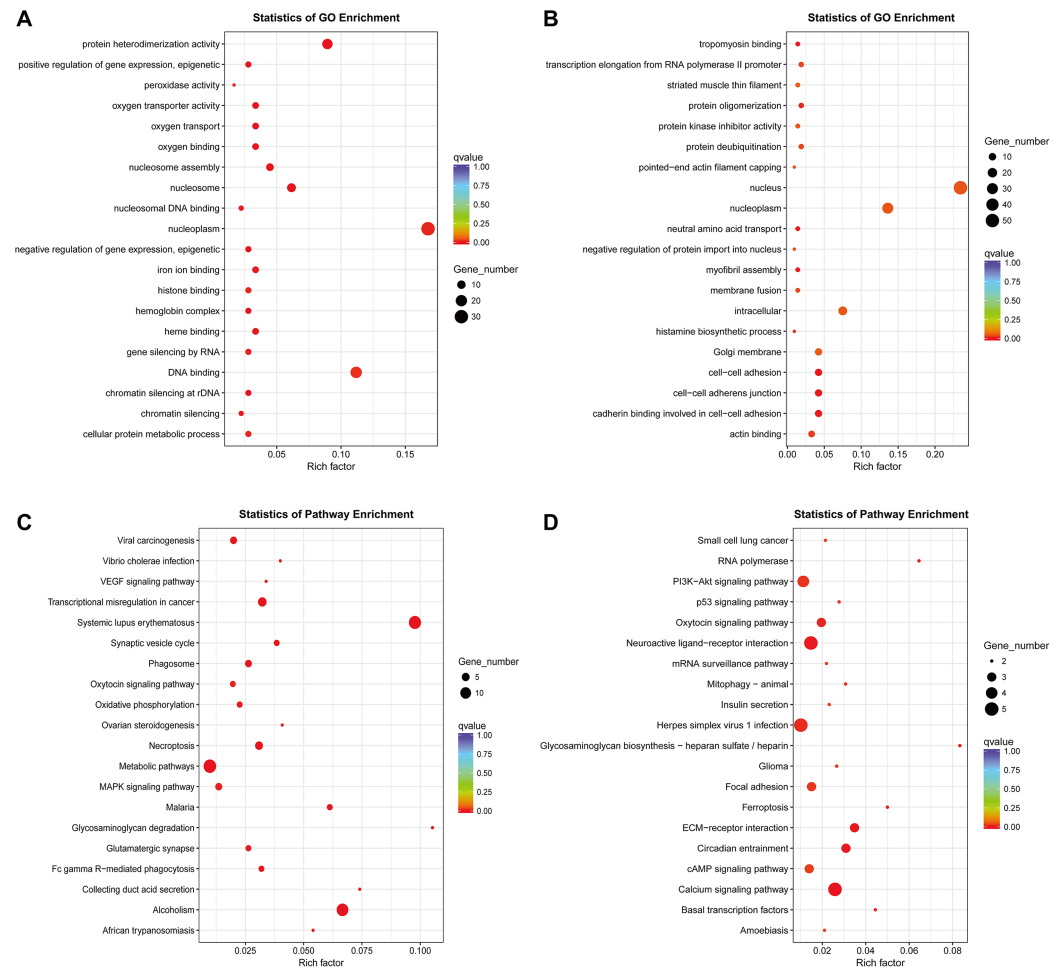 A
Statistics of GO Enrichment
protein heterodimerization activity
positive regulation of gene expression, epigenetic
peroxidase activity
oxygen transporter activity
oxygen transport
oxygen binding
nucleosome assembly
nucleosome
nucleosomal DNA binding
nucleoplasm
negative regulation of gene expression, epigenetic
iron ion binding
histone binding
hemoglobin complex
heme binding
gene silencing by RNA
DNA binding
chromatin silencing at rDNA
chromatin silencing
cellular protein metabolic process
0.05 0.10 0.15
Rich factor
qvalue
1.00
0.75
0.50
0.25
0.00
Gene_number
10
20
30
B
Statistics of GO Enrichment
tropomyosin binding
transcription elongation from RNA polymerase II promoter
striated muscle thin filament
protein oligomerization
protein kinase inhibitor activity
protein deubiquitination
pointed−end actin filament capping
nucleus
nucleoplasm
neutral amino acid transport
negative regulation of protein import into nucleus
myofibril assembly
membrane fusion
intracellular
histamine biosynthetic process
Golgi membrane
cell−cell adhesion
cell−cell adherens junction
cadherin binding involved in cell−cell adhesion
actin binding
0.00 0.05 0.10 0.15 0.20
Rich factor
Gene_number
10
20
30
40
50
qvalue
1.00
0.75
0.50
0.25
0.00
C
Statistics of Pathway Enrichment
Viral carcinogenesis
Vibrio cholerae infection
VEGF signaling pathway
Transcriptional misregulation in cancer
Systemic lupus erythematosus
Synaptic vesicle cycle
Phagosome
Oxytocin signaling pathway
Oxidative phosphorylation
Ovarian steroidogenesis
Necroptosis
Metabolic pathways
MAPK signaling pathway
Malaria
Glycosaminoglycan degradation
Glutamatergic synapse
Fc gamma R−mediated phagocytosis
Collecting duct acid secretion
Alcoholism
African trypanosomiasis
0.025 0.050 0.075 0.100
Rich factor
Gene_number
5
10
qvalue
1.00
0.75
0.50
0.25
0.00
D
Statistics of Pathway Enrichment
Small cell lung cancer
RNA polymerase
PI3K−Akt signaling pathway
p53 signaling pathway
Oxytocin signaling pathway
Neuroactive ligand−receptor interaction
mRNA surveillance pathway
Mitophagy − animal
Insulin secretion
Herpes simplex virus 1 infection
Glycosaminoglycan biosynthesis − heparan sulfate / heparin
Glioma
Focal adhesion
Ferroptosis
ECM−receptor interaction
Circadian entrainment
cAMP signaling pathway
Calcium signaling pathway
Basal transcription factors
Amoebiasis
0.02 0.04 0.06 0.08
Rich factor
Gene_number
2
3
4
5
qvalue
1.00
0.75
0.50
0.25
0.00